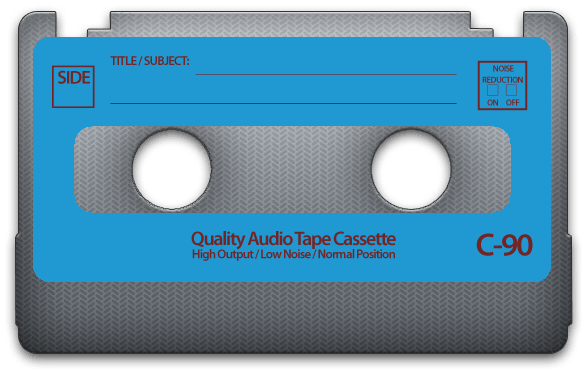 SIDE
TITLE / SUBJECT:
NOISE
REDUCTION
ON OFF
Quality Audio Tape Cassette
High Output / Low Noise / Normal Position
C-90